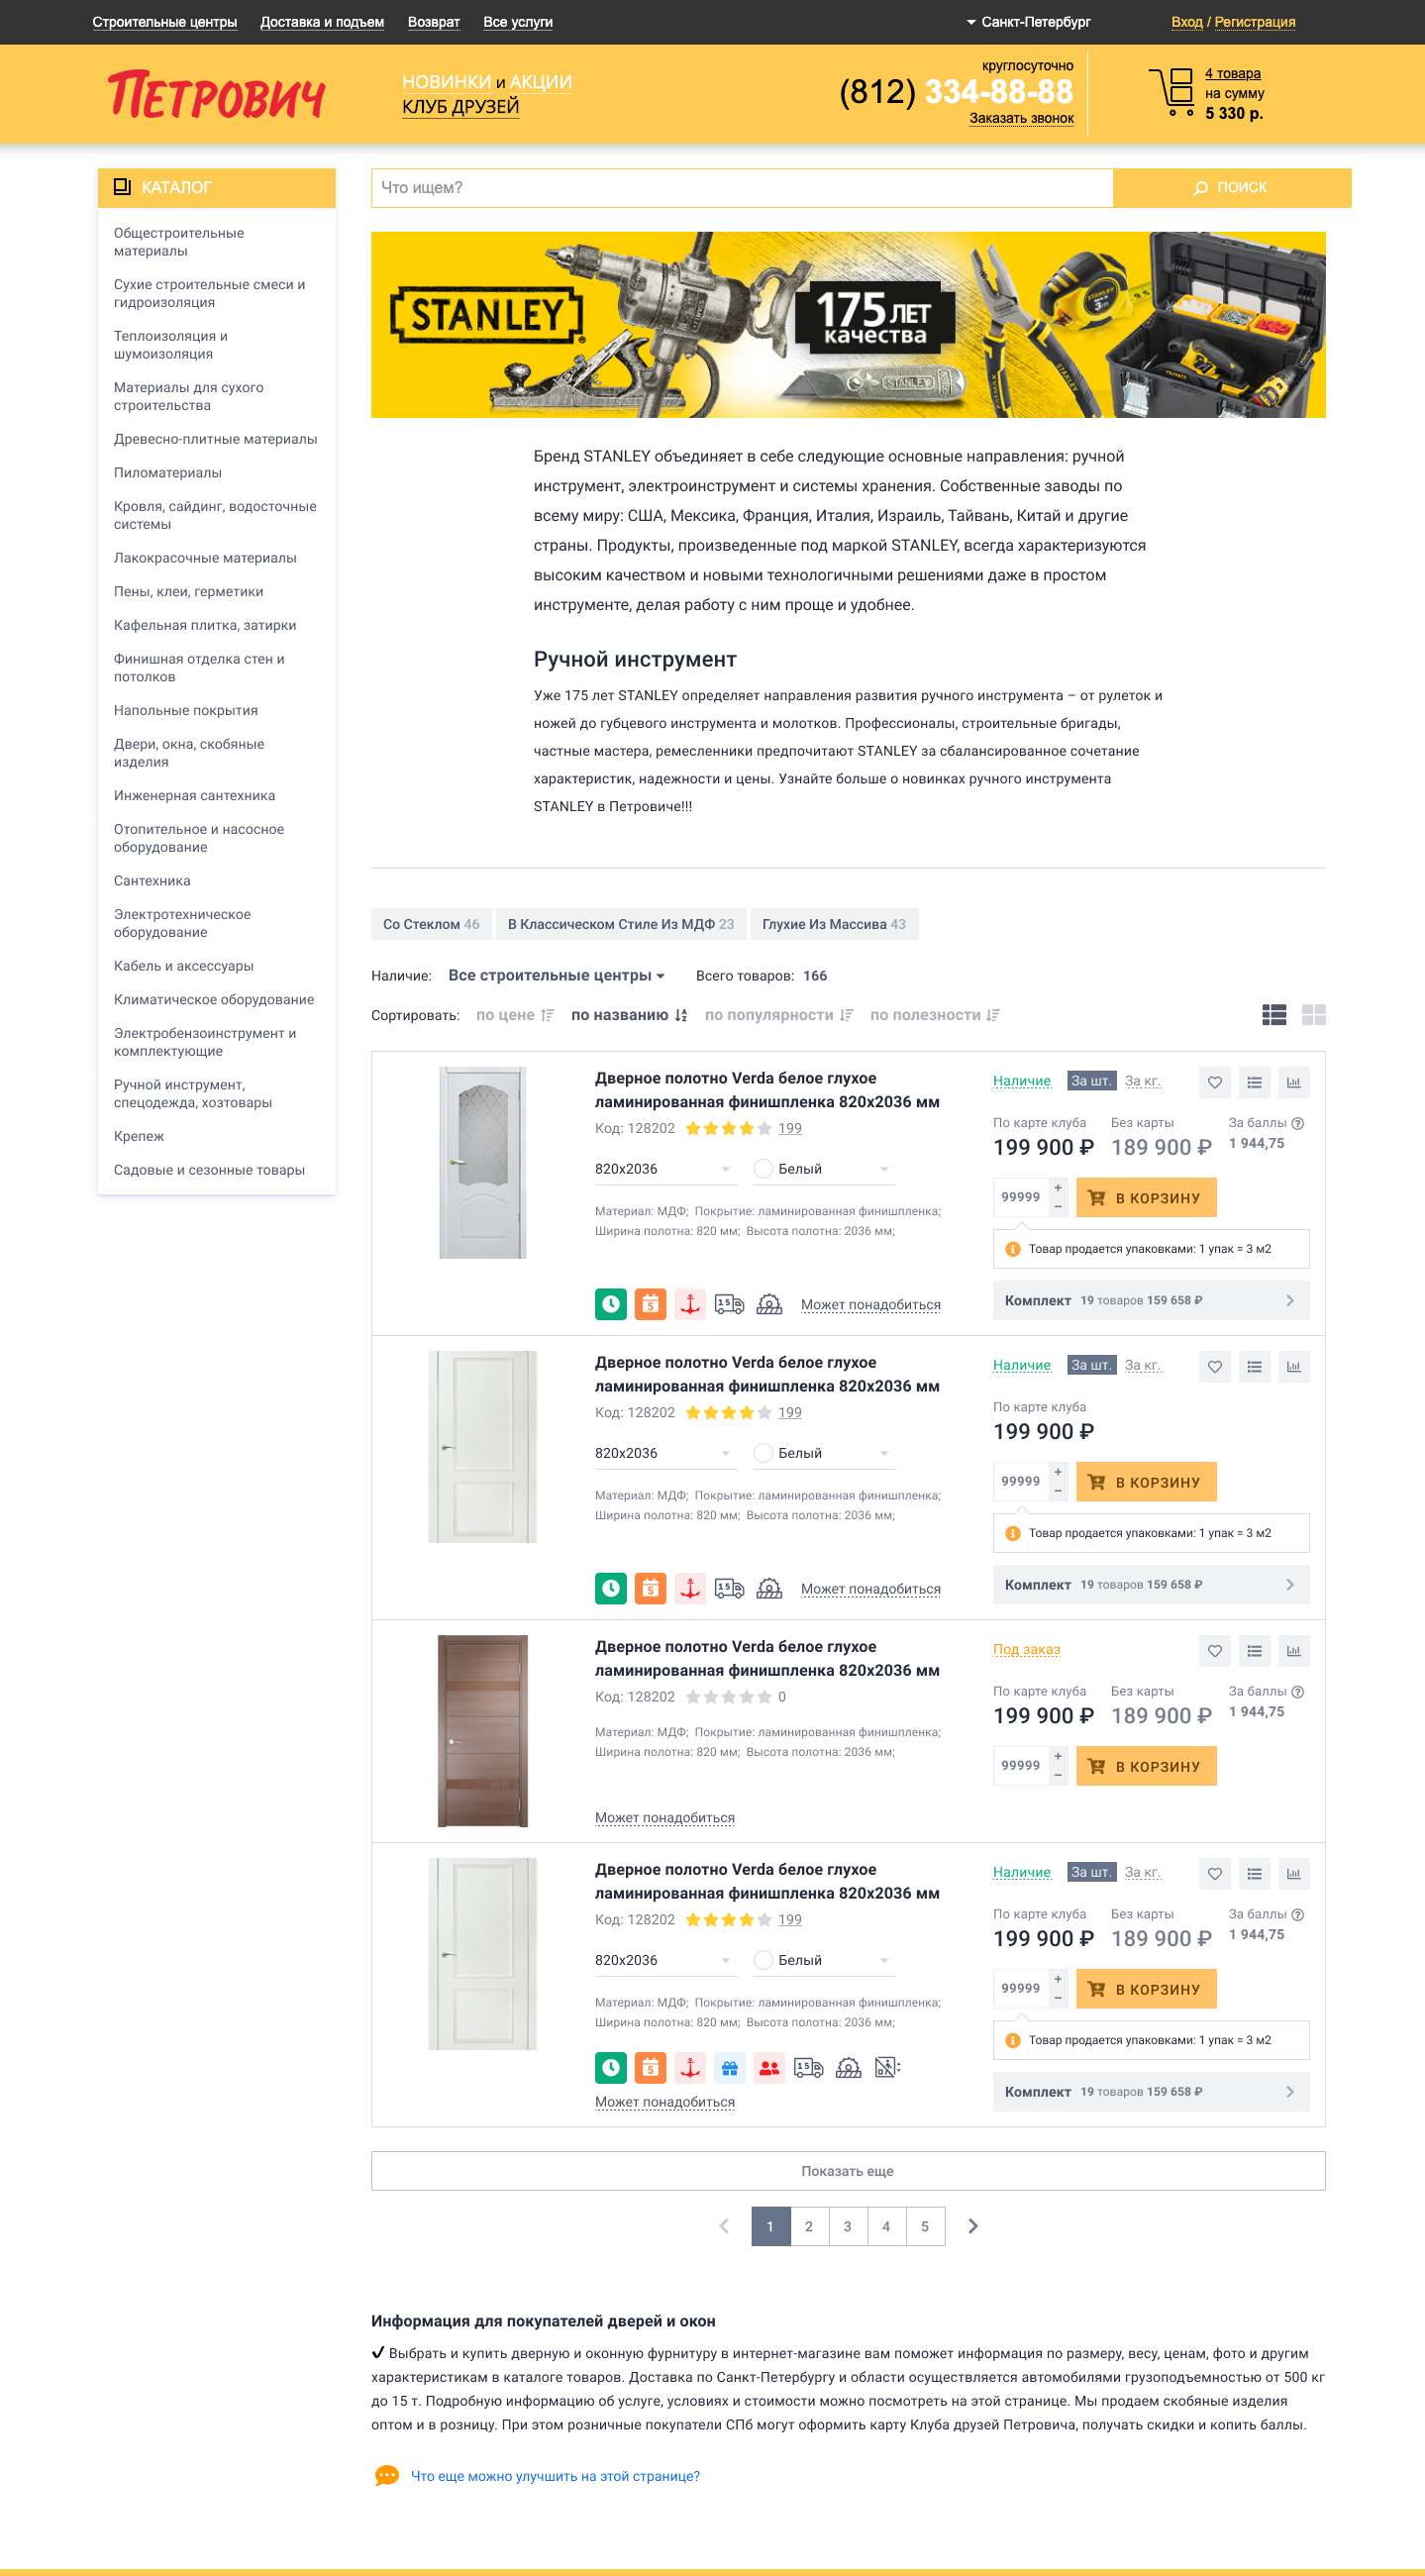 Строительные центры Доставка и подъем Возврат Все услуги Санкт-Петербург Вход / Регистрация
ПЕТРОВИЧ
НОВИНКИ и АКЦИИ
КЛУБ ДРУЗЕЙ
круглосуточно
(812) 334-88-88
Заказать звонок
4 товара
на сумму
5 330 р.
КАТАЛОГ
Общестроительные
материалы
Сухие строительные смеси и
гидроизоляция
Теплоизоляция и
шумоизоляция
Материалы для сухого
строительства
Древесно-плитные материалы
Пиломатериалы
Кровля, сайдинг, водосточные
системы
Лакокрасочные материалы
Пены, клеи, герметики
Кафельная плитка, затирки
Финишная отделка стен и
потолков
Напольные покрытия
Двери, окна, скобяные
изделия
Инженерная сантехника
Отопительное и насосное
оборудование
Сантехника
Электротехническое
оборудование
Кабель и аксессуары
Климатическое оборудование
Электробензоинструмент и
комплектующие
Ручной инструмент,
спецодежда, хозтовары
Крепеж
Садовые и сезонные товары
Что ищем?
ПОИСК
STANLEY
175 ЛЕТ
качества
STANLEY
STANLEY
STANLEY
Бренд STANLEY объединяет в себе следующие основные направления: ручной
инструмент, электроинструмент и системы хранения. Собственные заводы по
всему миру: США, Мексика, Франция, Италия, Израиль, Тайвань, Китай и другие
страны. Продукты, произведенные под маркой STANLEY, всегда характеризуются
высоким качеством и новыми технологичными решениями даже в простом
инструменте, делая работу с ним проще и удобнее.
Ручной инструмент
Уже 175 лет STANLEY определяет направления развития ручного инструмента – от рулеток и
ножей до губцевого инструмента и молотков. Профессионалы, строительные бригады,
частные мастера, ремесленники предпочитают STANLEY за сбалансированное сочетание
характеристик, надежности и цены. Узнайте больше о новинках ручного инструмента
STANLEY в Петровиче!!!
Со Стеклом 46 В Классическом Стиле Из МДФ 23 Глухие Из Массива 43
Наличие: Все строительные центры Всего товаров: 166
Сортировать: по цене по названию по популярности по полезности
Дверное полотно Verda белое глухое
ламинированная финишпленка 820х2036 мм
Код: 128202 199
820х2036 Белый
Материал: МДФ; Покрытие: ламинированная финишпленка;
Ширина полотна: 820 мм; Высота полотна: 2036 мм;
5 15 Может понадобиться
Наличие За шт. За кг.
По карте клуба Без карты За баллы
199 900 ₽ 189 900 ₽ 1 944,75
99999 + − В КОРЗИНУ
Товар продается упаковками: 1 упак = 3 м2
Комплект 19 товаров 159 658 ₽
Дверное полотно Verda белое глухое
ламинированная финишпленка 820х2036 мм
Код: 128202 199
820х2036 Белый
Материал: МДФ; Покрытие: ламинированная финишпленка;
Ширина полотна: 820 мм; Высота полотна: 2036 мм;
5 15 Может понадобиться
Наличие За шт. За кг.
По карте клуба
199 900 ₽
99999 + − В КОРЗИНУ
Товар продается упаковками: 1 упак = 3 м2
Комплект 19 товаров 159 658 ₽
Дверное полотно Verda белое глухое
ламинированная финишпленка 820х2036 мм
Код: 128202 0
Материал: МДФ; Покрытие: ламинированная финишпленка;
Ширина полотна: 820 мм; Высота полотна: 2036 мм;
Может понадобиться
Под заказ
По карте клуба Без карты За баллы
199 900 ₽ 189 900 ₽ 1 944,75
99999 + − В КОРЗИНУ
Дверное полотно Verda белое глухое
ламинированная финишпленка 820х2036 мм
Код: 128202 199
820х2036 Белый
Материал: МДФ; Покрытие: ламинированная финишпленка;
Ширина полотна: 820 мм; Высота полотна: 2036 мм;
5 15
Может понадобиться
Наличие За шт. За кг.
По карте клуба Без карты За баллы
199 900 ₽ 189 900 ₽ 1 944,75
99999 + − В КОРЗИНУ
Товар продается упаковками: 1 упак = 3 м2
Комплект 19 товаров 159 658 ₽
Показать еще
1 2 3 4 5
Информация для покупателей дверей и окон
✔ Выбрать и купить дверную и оконную фурнитуру в интернет-магазине вам поможет информация по размеру, весу, ценам, фото и другим
характеристикам в каталоге товаров. Доставка по Санкт-Петербургу и области осуществляется автомобилями грузоподъемностью от 500 кг
до 15 т. Подробную информацию об услуге, условиях и стоимости можно посмотреть на этой странице. Мы продаем скобяные изделия
оптом и в розницу. При этом розничные покупатели СПб могут оформить карту Клуба друзей Петровича, получать скидки и копить баллы.
Что еще можно улучшить на этой странице?